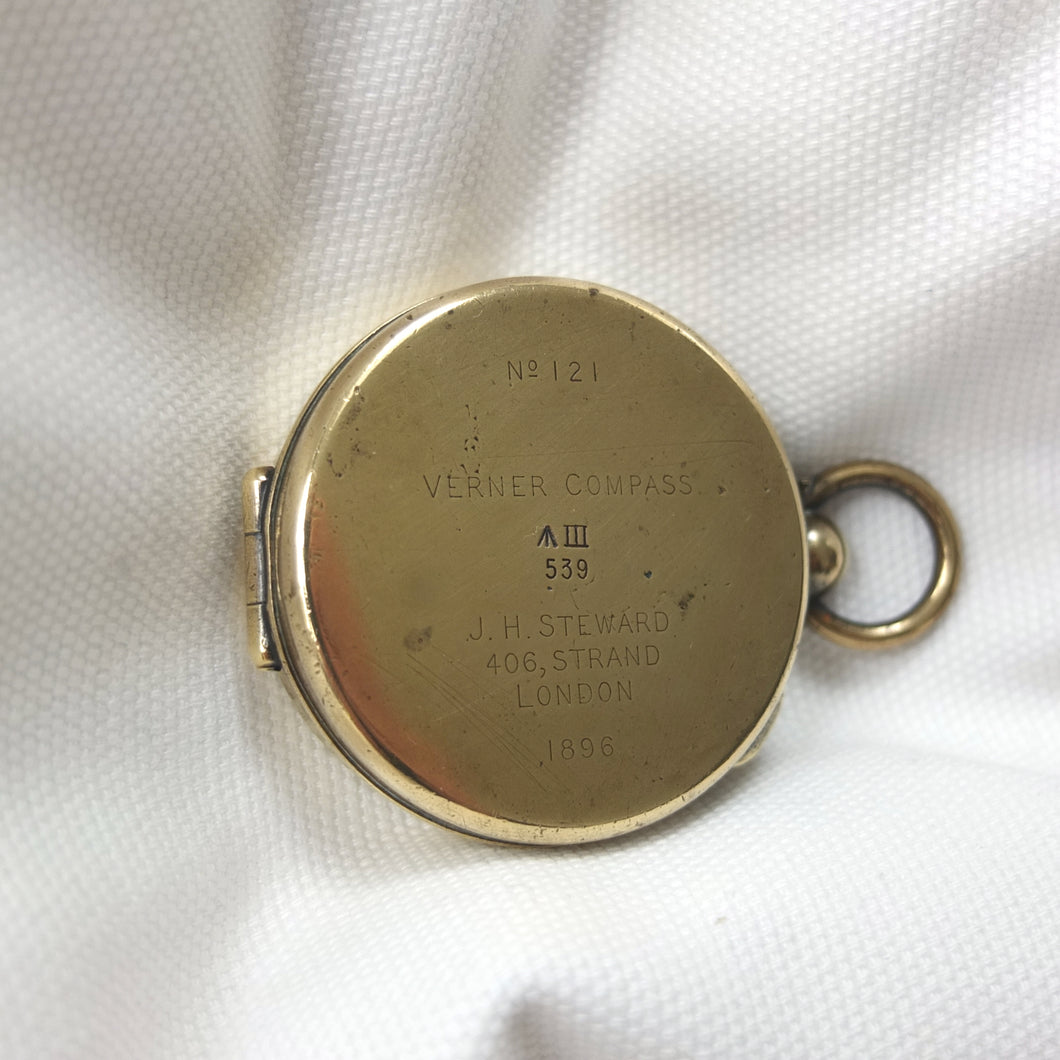 Nº 121
VERNER COMPASS
III
539
J. H. STEWARD
406, STRAND
LONDON
1896